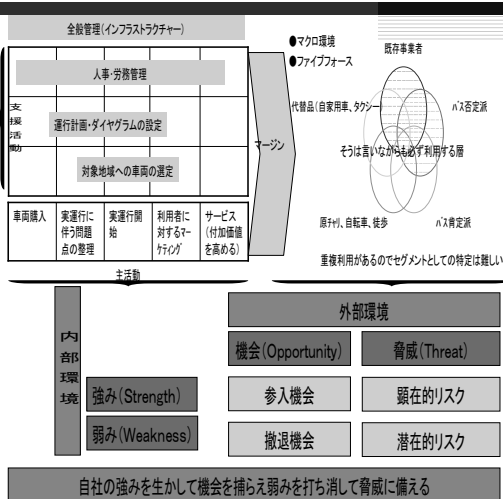 全般管理(インフラストラクチャー)
人事・労務管理
支援活動
運行計画・ダイヤグラムの設定
対象地域への車両の選定
マージン
車両購入
実運行に
伴う問題
点の整理
実運行開
始
利用者に
対するマー
ケティング
サービス
(付加価値
を高める)
主活動
●マクロ環境
●ファイブフォース
既存事業者
代替品(自家用車、タクシー)
バス否定派
そうは言いながらも必ず利用する層
原チャリ、自転車、徒歩
バス肯定派
重複利用があるのでセグメントとしての特定は難しい
内部環境
外部環境
機会(Opportunity)
脅威(Threat)
強み(Strength)
参入機会
顕在的リスク
弱み(Weakness)
撤退機会
潜在的リスク
自社の強みを生かして機会を捕らえ弱みを打ち消して脅威に備える